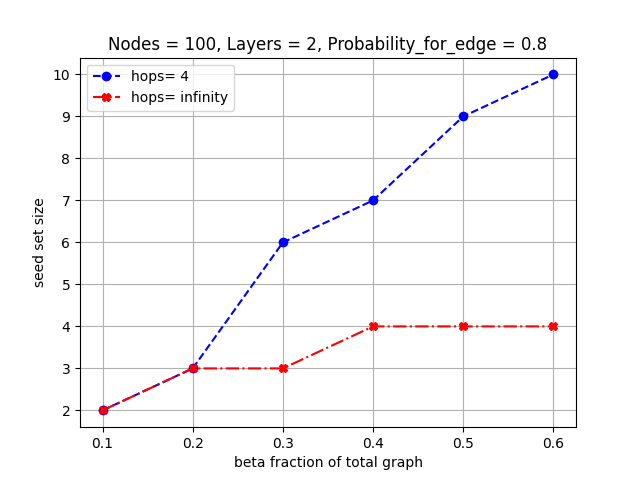 Nodes = 100, Layers = 2, Probability_for_edge = 0.8
hops= 4
hops= infinity
10
9
8
7
6
5
4
3
2
seed set size
0.1 0.2 0.3 0.4 0.5 0.6
beta fraction of total graph